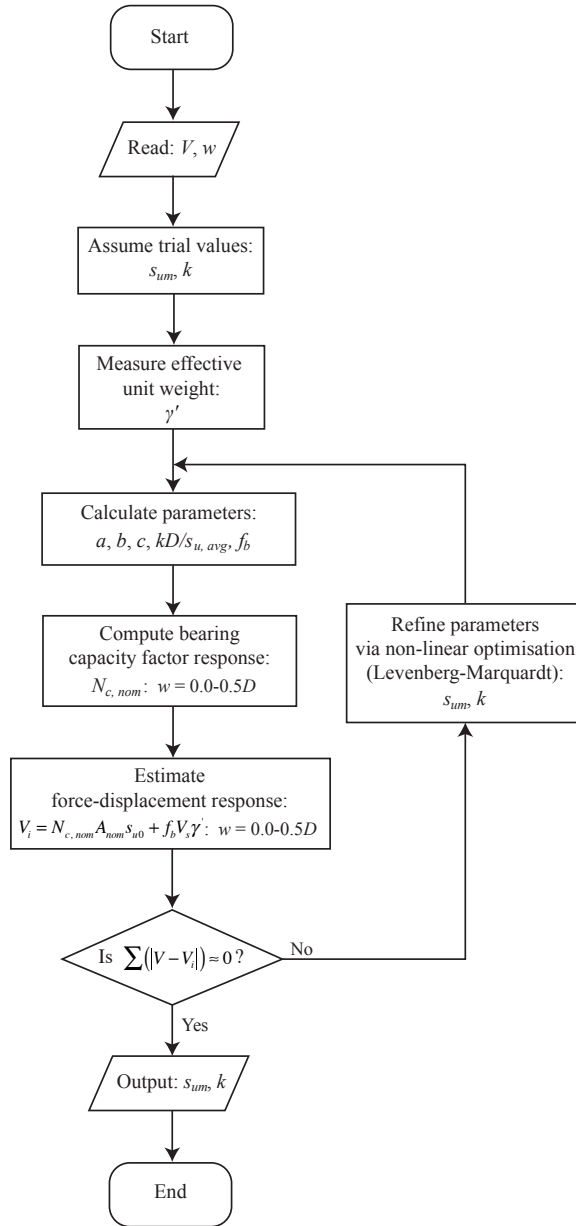 Start
Read: V, w
Assume trial values:
s_um, k
Measure effective
unit weight:
γ′
Calculate parameters:
a, b, c, kD/s_u, avg, f_b
Compute bearing
capacity factor response:
N_c, nom: w = 0.0-0.5D
Estimate
force-displacement response:
V_i = N_c, nom A_nom s_u0 + f_b V_s γ′: w = 0.0-0.5D
Is ∑(|V − V_i|) ≈ 0 ?
No
Refine parameters
via non-linear optimisation
(Levenberg-Marquardt):
s_um, k
Yes
Output: s_um, k
End